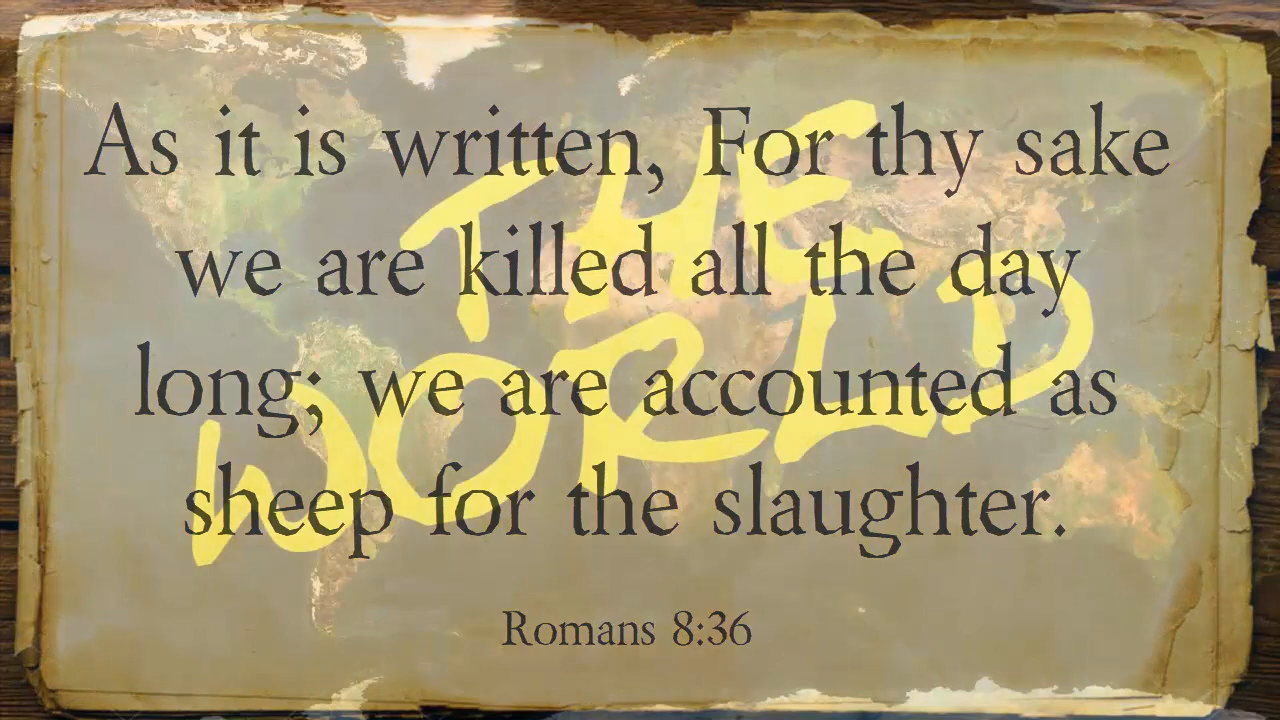 As it is written, For thy sake
we are killed all the day
long; we are accounted as
sheep for the slaughter.
Romans 8:36
THE
WORLD